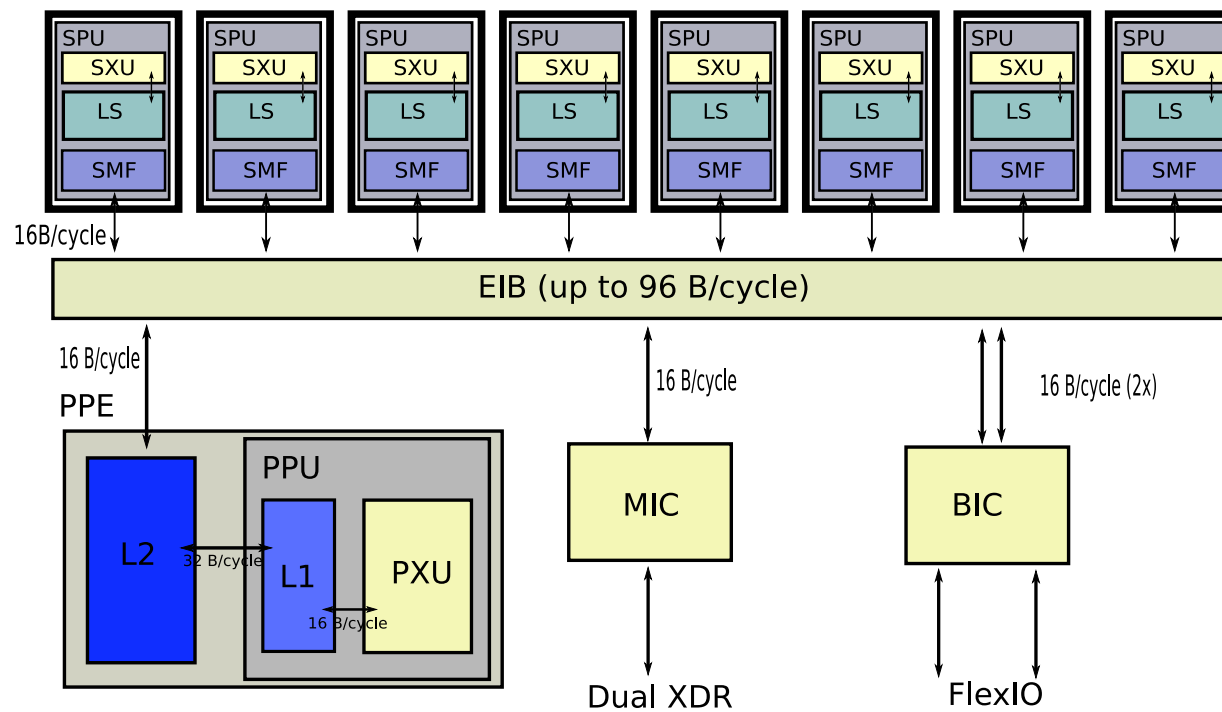 SPU SPU SPU SPU SPU SPU SPU SPU
SXU SXU SXU SXU SXU SXU SXU SXU
LS LS LS LS LS LS LS LS
SMF SMF SMF SMF SMF SMF SMF SMF
16B/cycle
EIB (up to 96 B/cycle)
16 B/cycle
16 B/cycle
16 B/cycle (2x)
PPE
PPU
L2
32 B/cycle
L1
16 B/cycle
PXU
MIC
BIC
Dual XDR
FlexIO